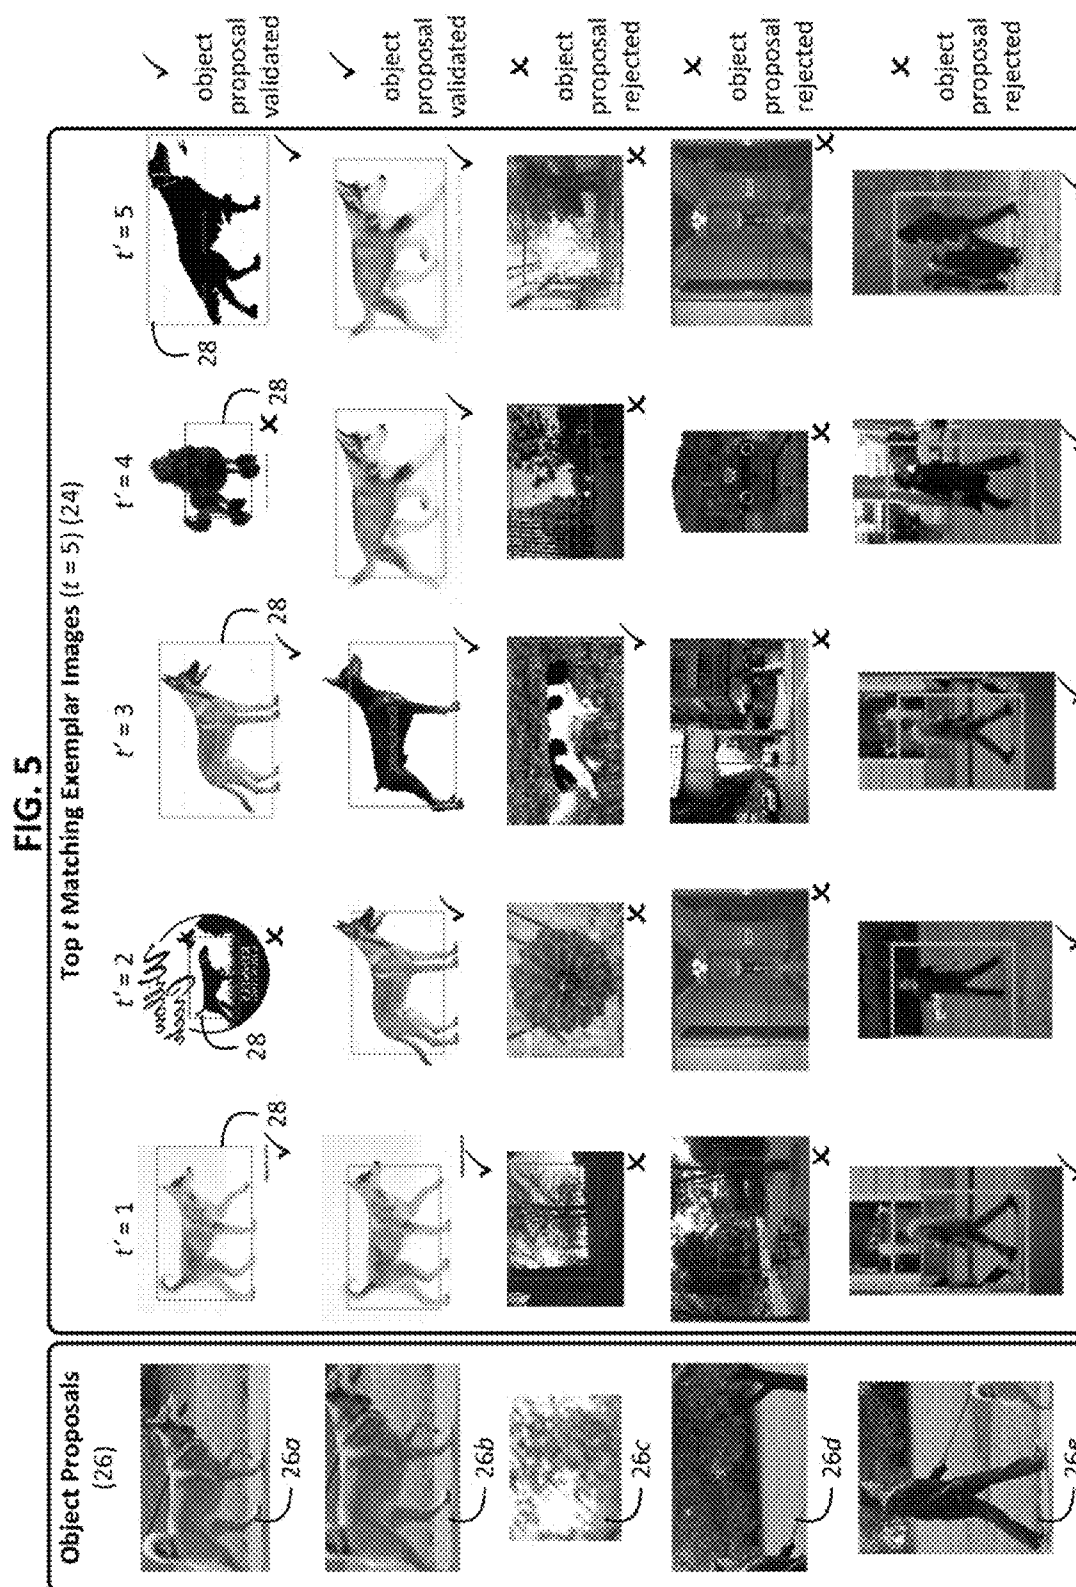 FIG. 5
Object Proposals
(26)
Top t Matching Exemplar Images (t = 5) (24)
t' = 1
t' = 2
t' = 3
t' = 4
t' = 5
28
28
28
28
28
Willow
Creek
26a
✓ object
proposal
validated
26b
✓ object
proposal
validated
26c
✗ object
proposal
rejected
26d
✗ object
proposal
rejected
26e
✗ object
proposal
rejected